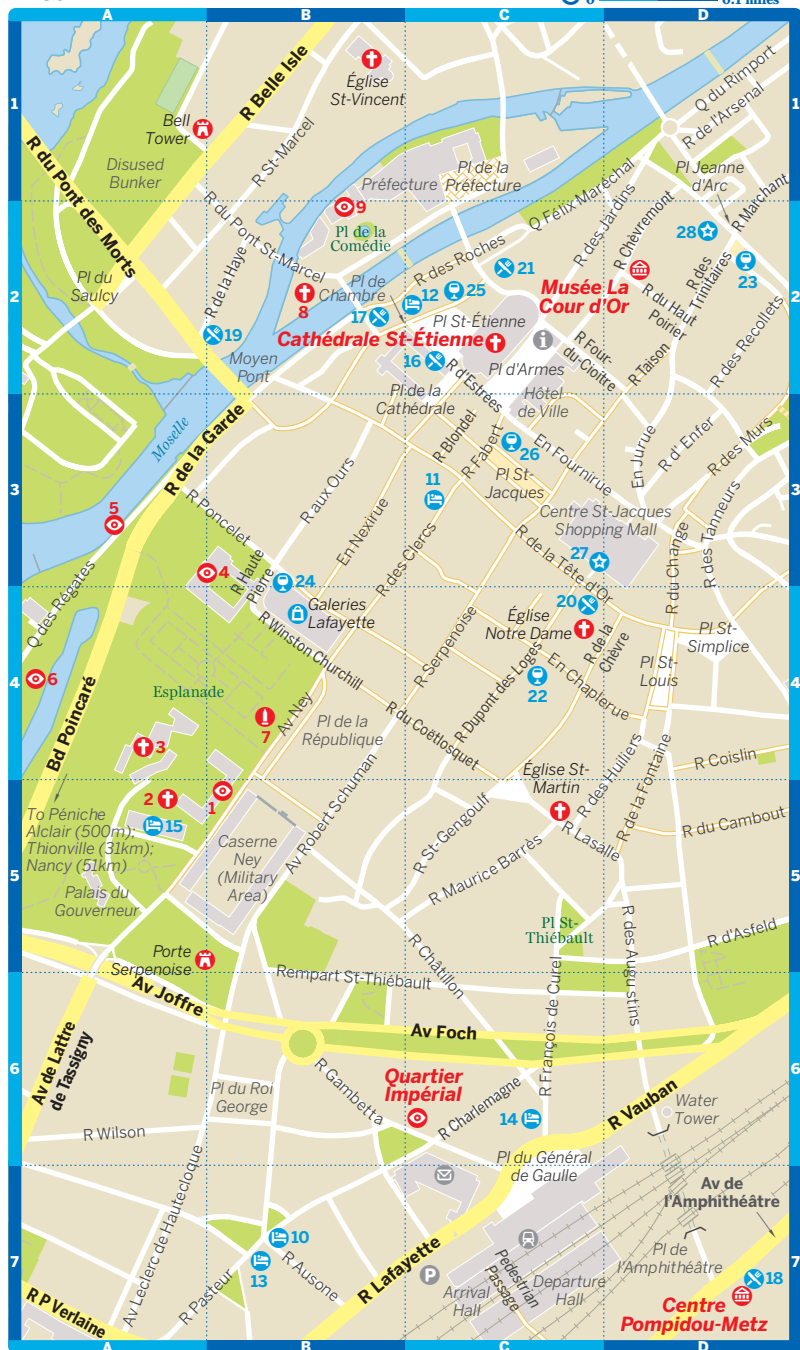 0
0.1 miles
A
B
C
D
1
1
Église
St-Vincent
R Belle Isle
Bell
Tower
R St-Marcel
Q du Rimport
R de l'Arsenal
Disused
Bunker
Préfecture
Pl de la
Préfecture
Pl Jeanne
d'Arc
R du Pont des Morts
9
Pl de la
Comédie
Q Félix Maréchal
R des Jardins
R Chèvremont
R Marchant
28
R du Pont St-Marcel
R des Roches
21
23
Pl du
Saulcy
R de la Haye
2
2
8
Pl de
Chambre
12
25
Musée La
Cour d'Or
R des
Trinitaires
R du Haut
Poirier
17
19
Pl St-Étienne
Cathédrale St-Étienne
R Four-
du-Cloître
R Taison
R des Recollets
Moyen
Pont
16
R d'Estrées
Pl d'Armes
Pl de la
Cathédrale
Hôtel
de Ville
Moselle
R de la Garde
R Blondel
R Fabert
26
En Fournirue
En Jurue
R d' Enfer
R des Murs
3
3
5
R Poncelet
R aux Ours
En Nexirue
11
R des Clercs
Pl St-
Jacques
Centre St-Jacques
Shopping Mall
R de la Tête d'Or
27
R du Change
R des Tanneurs
4
R Haute
Pierre
24
Q des Régates
Galeries
Lafayette
20
Église
Notre Dame
R de la
Chèvre
Pl St-
Simplice
R Winston Churchill
R Serpenoise
R Dupont des Loges
22
En Chaplerue
Pl St-
Louis
4
4
6
Esplanade
7
Av Ney
Pl de la
République
R du Coëtlosquet
Bd Poincaré
3
Av Robert Schuman
Église St-
Martin
R des Huiliers
R de la Fontaine
R Coislin
2
1
15
To Péniche
Alclair (500m);
Thionville (31km);
Nancy (51km)
Caserne
Ney
(Military
Area)
R St-Gengoulf
R Lasalle
R du Cambout
5
5
R Maurice Barrès
Palais du
Gouverneur
Pl St-
Thiébault
R des Augustins
R d'Asfeld
Porte
Serpenoise
R Châtillon
Rempart St-Thiébault
R François de Curel
Av Joffre
Av Foch
Av de Lattre
de Tassigny
6
6
Pl du Roi
George
R Gambetta
Quartier
Impérial
R Charlemagne
14
R Vauban
Water
Tower
R Wilson
Pl du Général
de Gaulle
Av de
l'Amphithéâtre
Av Leclerc de Hautecloque
10
13
R Pasteur
R Ausone
R Lafayette
P
Arrival
Hall
Pedestrian
Passage
Departure
Hall
Pl de
l'Amphithéâtre
18
7
7
Centre
Pompidou-Metz
R P Verlaine
A
B
C
D